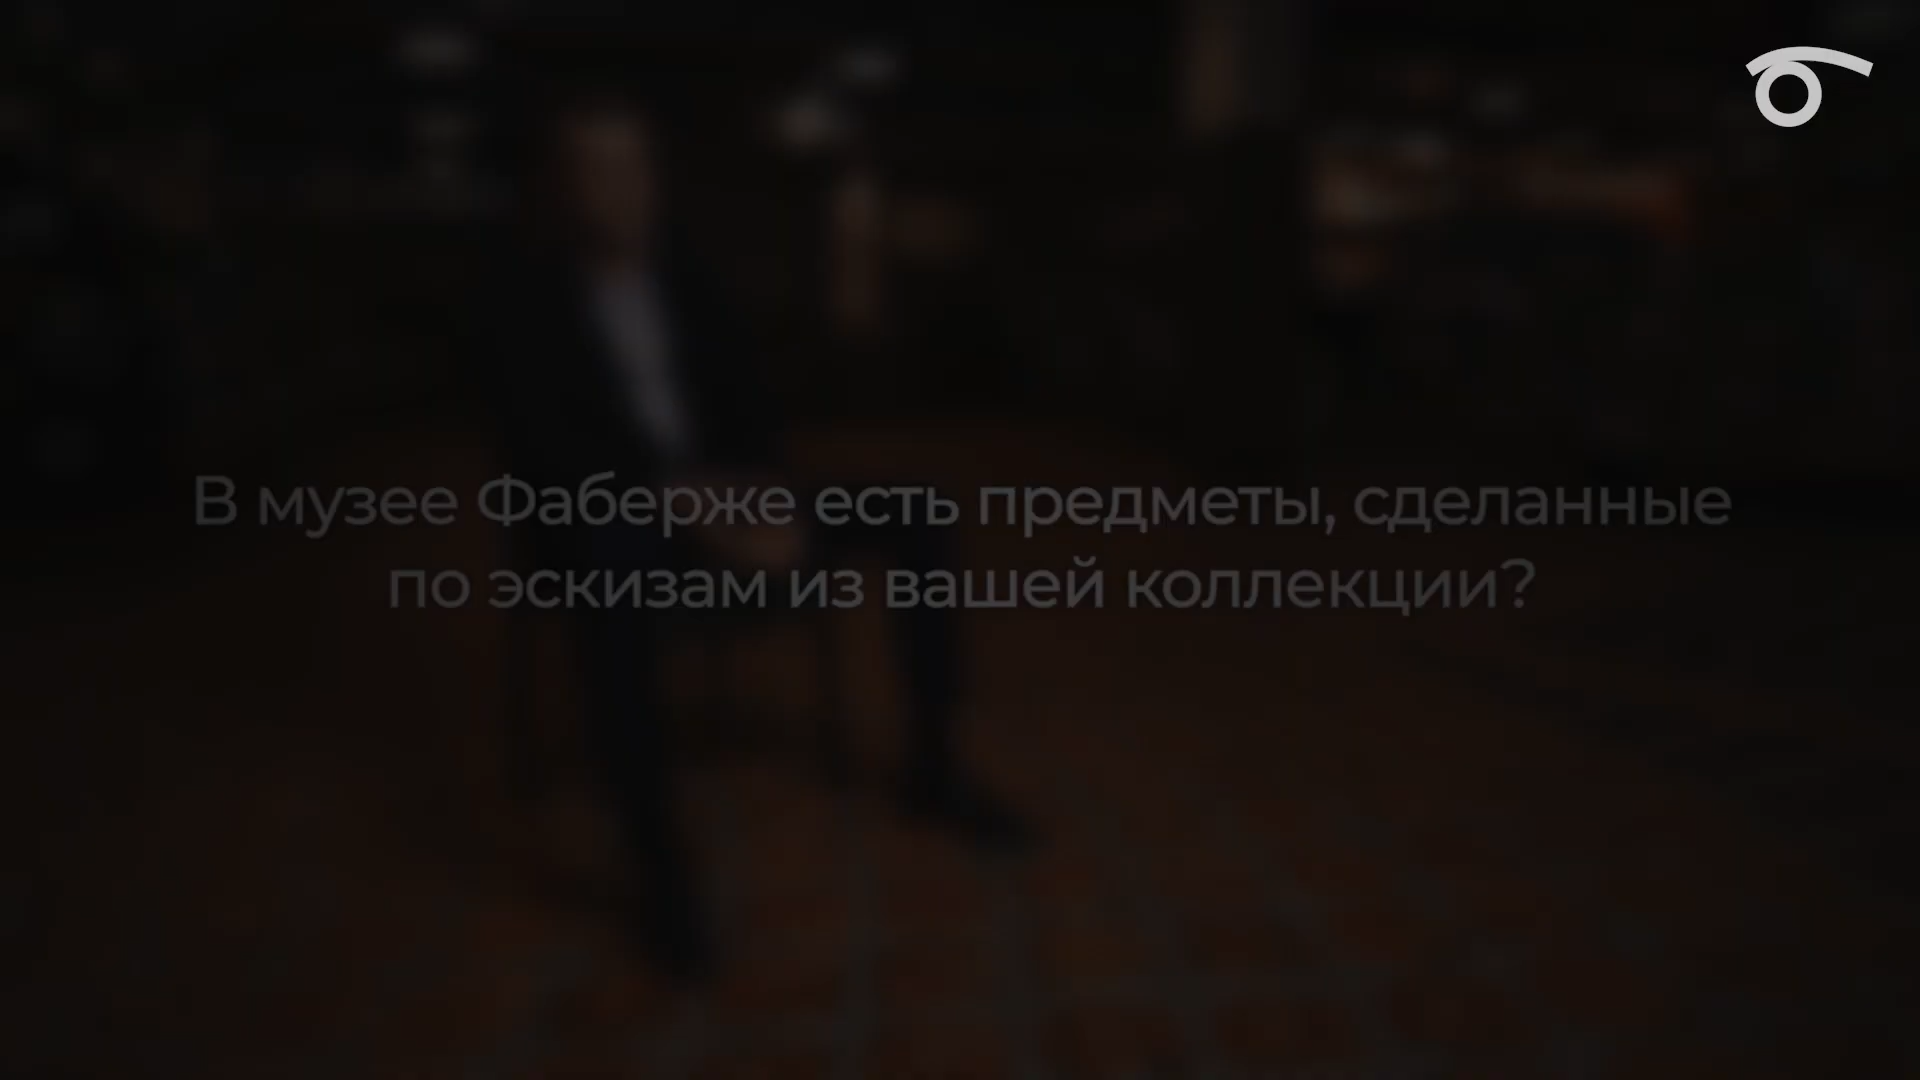 В музее Фаберже есть предметы, сделанные
по эскизам из вашей коллекции?